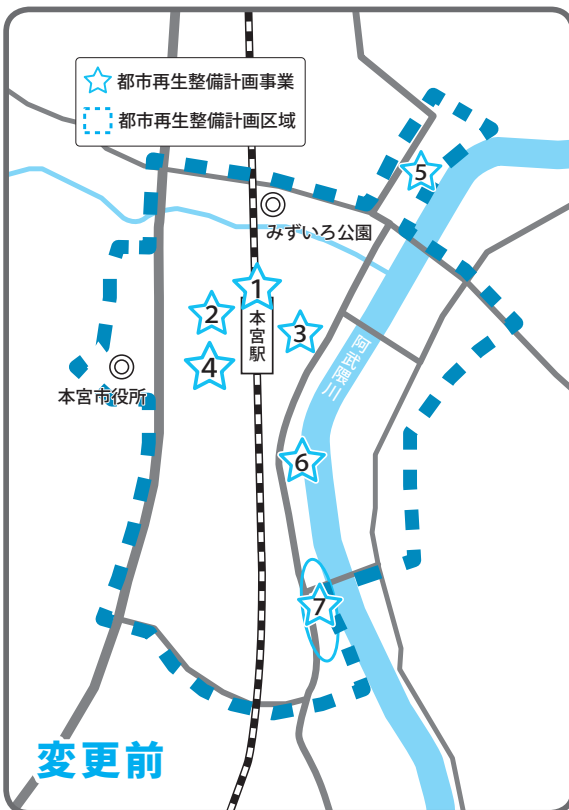 都市再生整備計画事業
都市再生整備計画区域
5
みずいろ公園
1
2
3
本宮駅
4
阿武隈川
本宮市役所
6
7
変更前